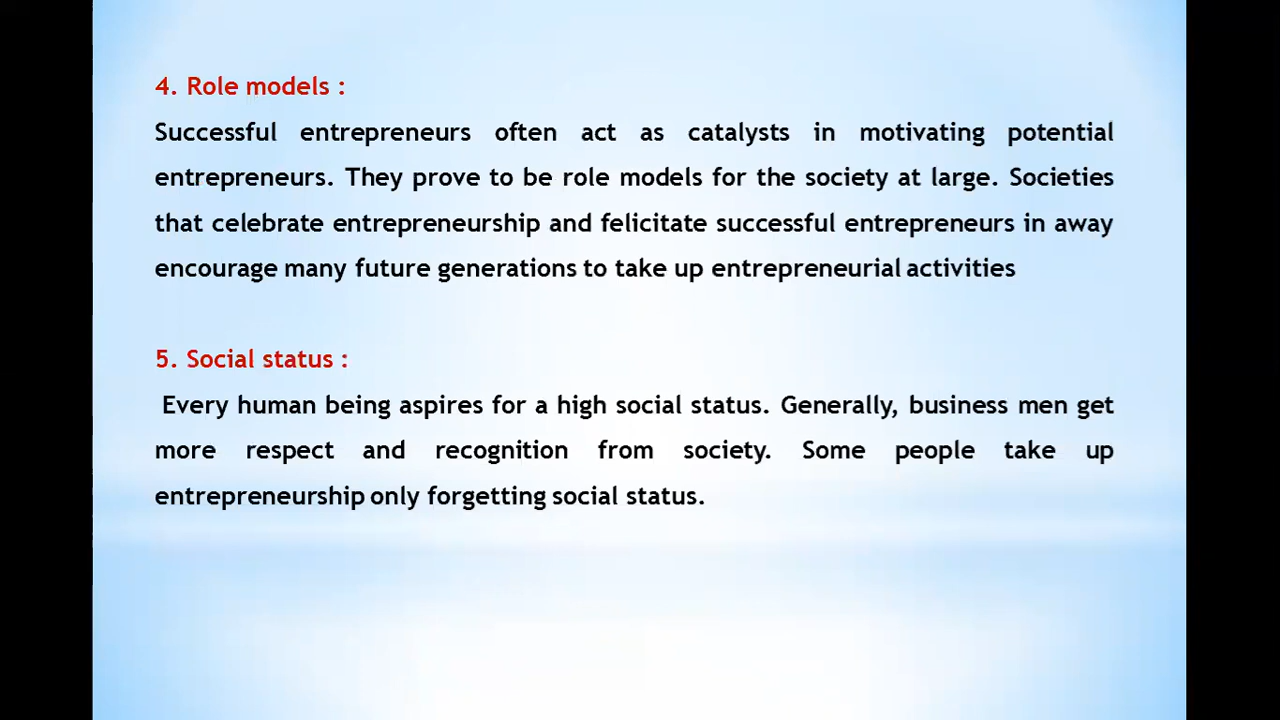 4. Role models :
Successful entrepreneurs often act as catalysts in motivating potential
entrepreneurs. They prove to be role models for the society at large. Societies
that celebrate entrepreneurship and felicitate successful entrepreneurs in away
encourage many future generations to take up entrepreneurial activities
5. Social status :
Every human being aspires for a high social status. Generally, business men get
more respect and recognition from society. Some people take up
entrepreneurship only forgetting social status.